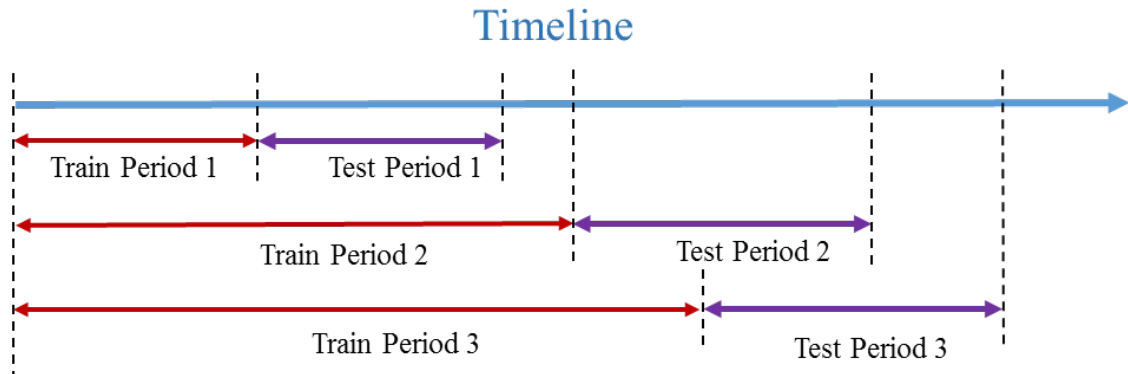 Timeline
Train Period 1
Test Period 1
Train Period 2
Test Period 2
Train Period 3
Test Period 3